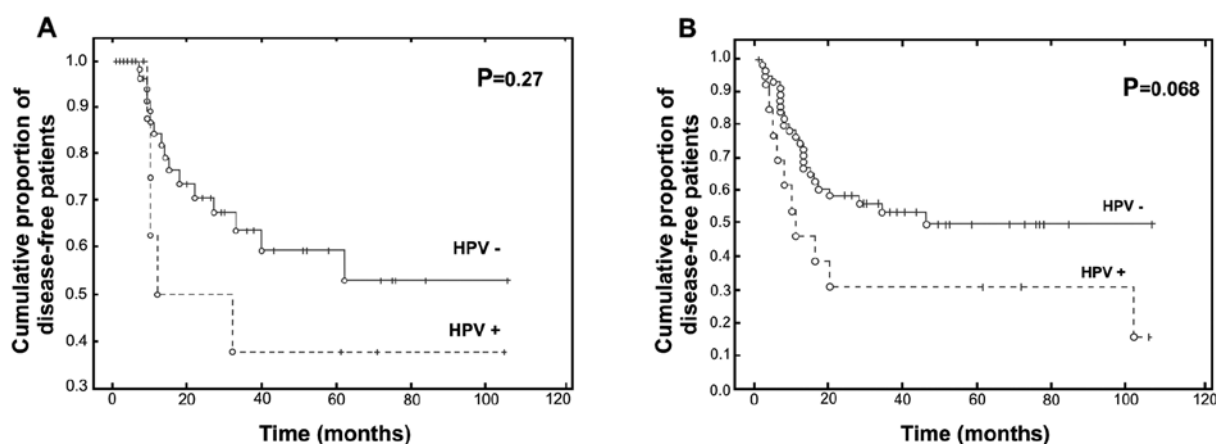 A
P=0.27
Cumulative proportion of
disease-free patients
1.0
0.9
0.8
0.7
0.6
0.5
0.4
0.3
HPV -
HPV +
0 20 40 60 80 100 120
Time (months)
B
P=0.068
Cumulative proportion of
disease-free patients
1.0
0.9
0.8
0.7
0.6
0.5
0.4
0.3
0.2
0.1
0.0
HPV -
HPV +
0 20 40 60 80 100 120
Time (months)